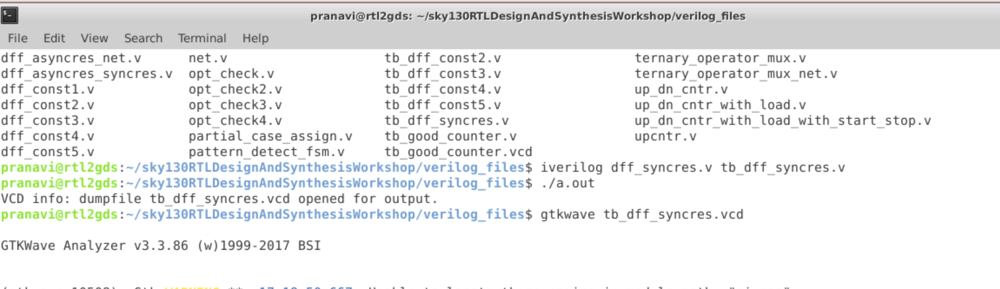 pranavi@rtl2gds: ~/sky130RTLDesignAndSynthesisWorkshop/verilog_files
File Edit View Search Terminal Help
dff_asyncres_net.v net.v tb_dff_const2.v ternary_operator_mux.v
dff_asyncres_syncres.v opt_check.v tb_dff_const3.v ternary_operator_mux_net.v
dff_const1.v opt_check2.v tb_dff_const4.v up_dn_cntr.v
dff_const2.v opt_check3.v tb_dff_const5.v up_dn_cntr_with_load.v
dff_const3.v opt_check4.v tb_dff_syncres.v up_dn_cntr_with_load_with_start_stop.v
dff_const4.v partial_case_assign.v tb_good_counter.v upcntr.v
dff_const5.v pattern_detect_fsm.v tb_good_counter.vcd
pranavi@rtl2gds:~/sky130RTLDesignAndSynthesisWorkshop/verilog_files$ iverilog dff_syncres.v tb_dff_syncres.v
pranavi@rtl2gds:~/sky130RTLDesignAndSynthesisWorkshop/verilog_files$ ./a.out
VCD info: dumpfile tb_dff_syncres.vcd opened for output.
pranavi@rtl2gds:~/sky130RTLDesignAndSynthesisWorkshop/verilog_files$ gtkwave tb_dff_syncres.vcd
GTKWave Analyzer v3.3.86 (w)1999-2017 BSI